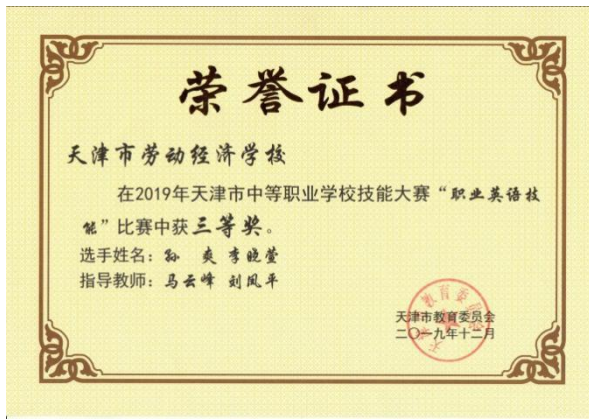 荣誉证书
天津市劳动经济学校
在2019年天津市中等职业学校技能大赛“职业英语技
能”比赛中获三等奖。
选手姓名：孙 爽 李晓萱
指导教师：马云峰 刘凤平
天津市教育委员会
二〇一九年十二月